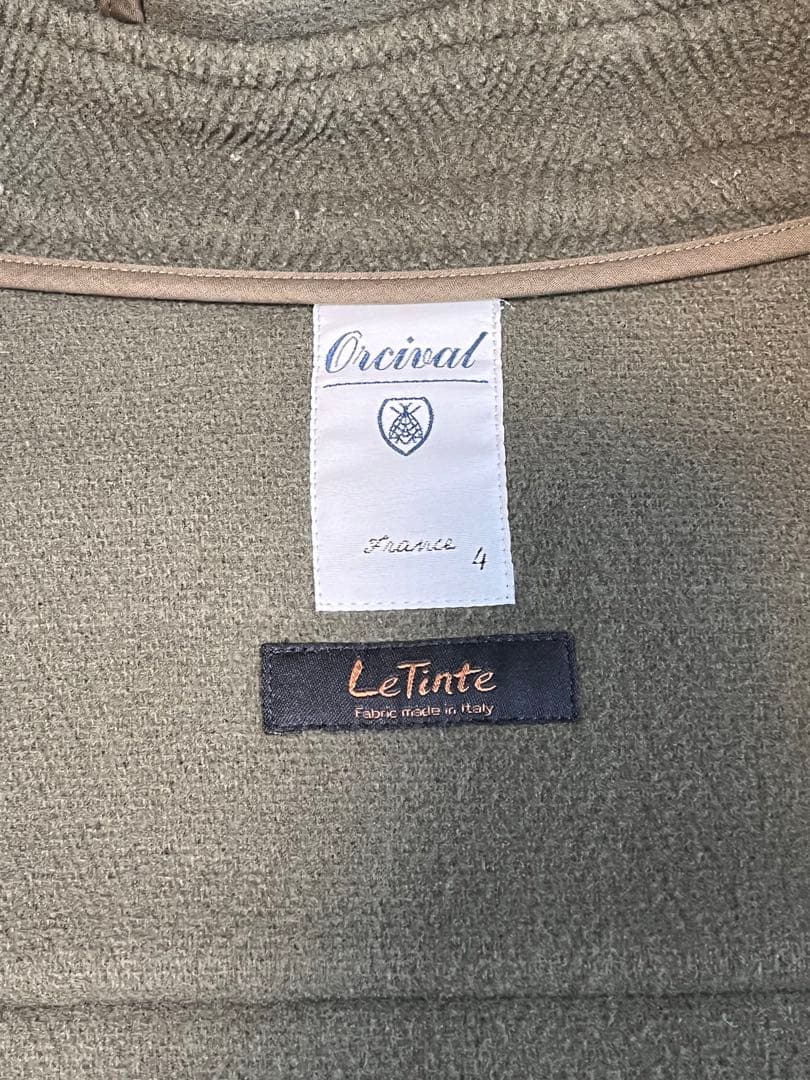 Orcival
France
4
LeTinte
Fabric made in Italy